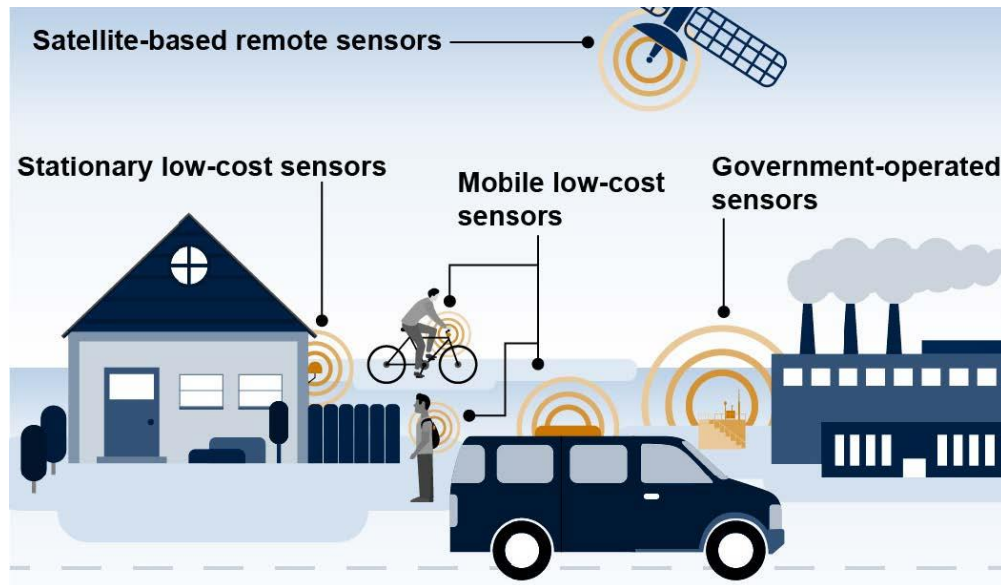 Satellite-based remote sensors
Stationary low-cost sensors
Mobile low-cost
sensors
Government-operated
sensors